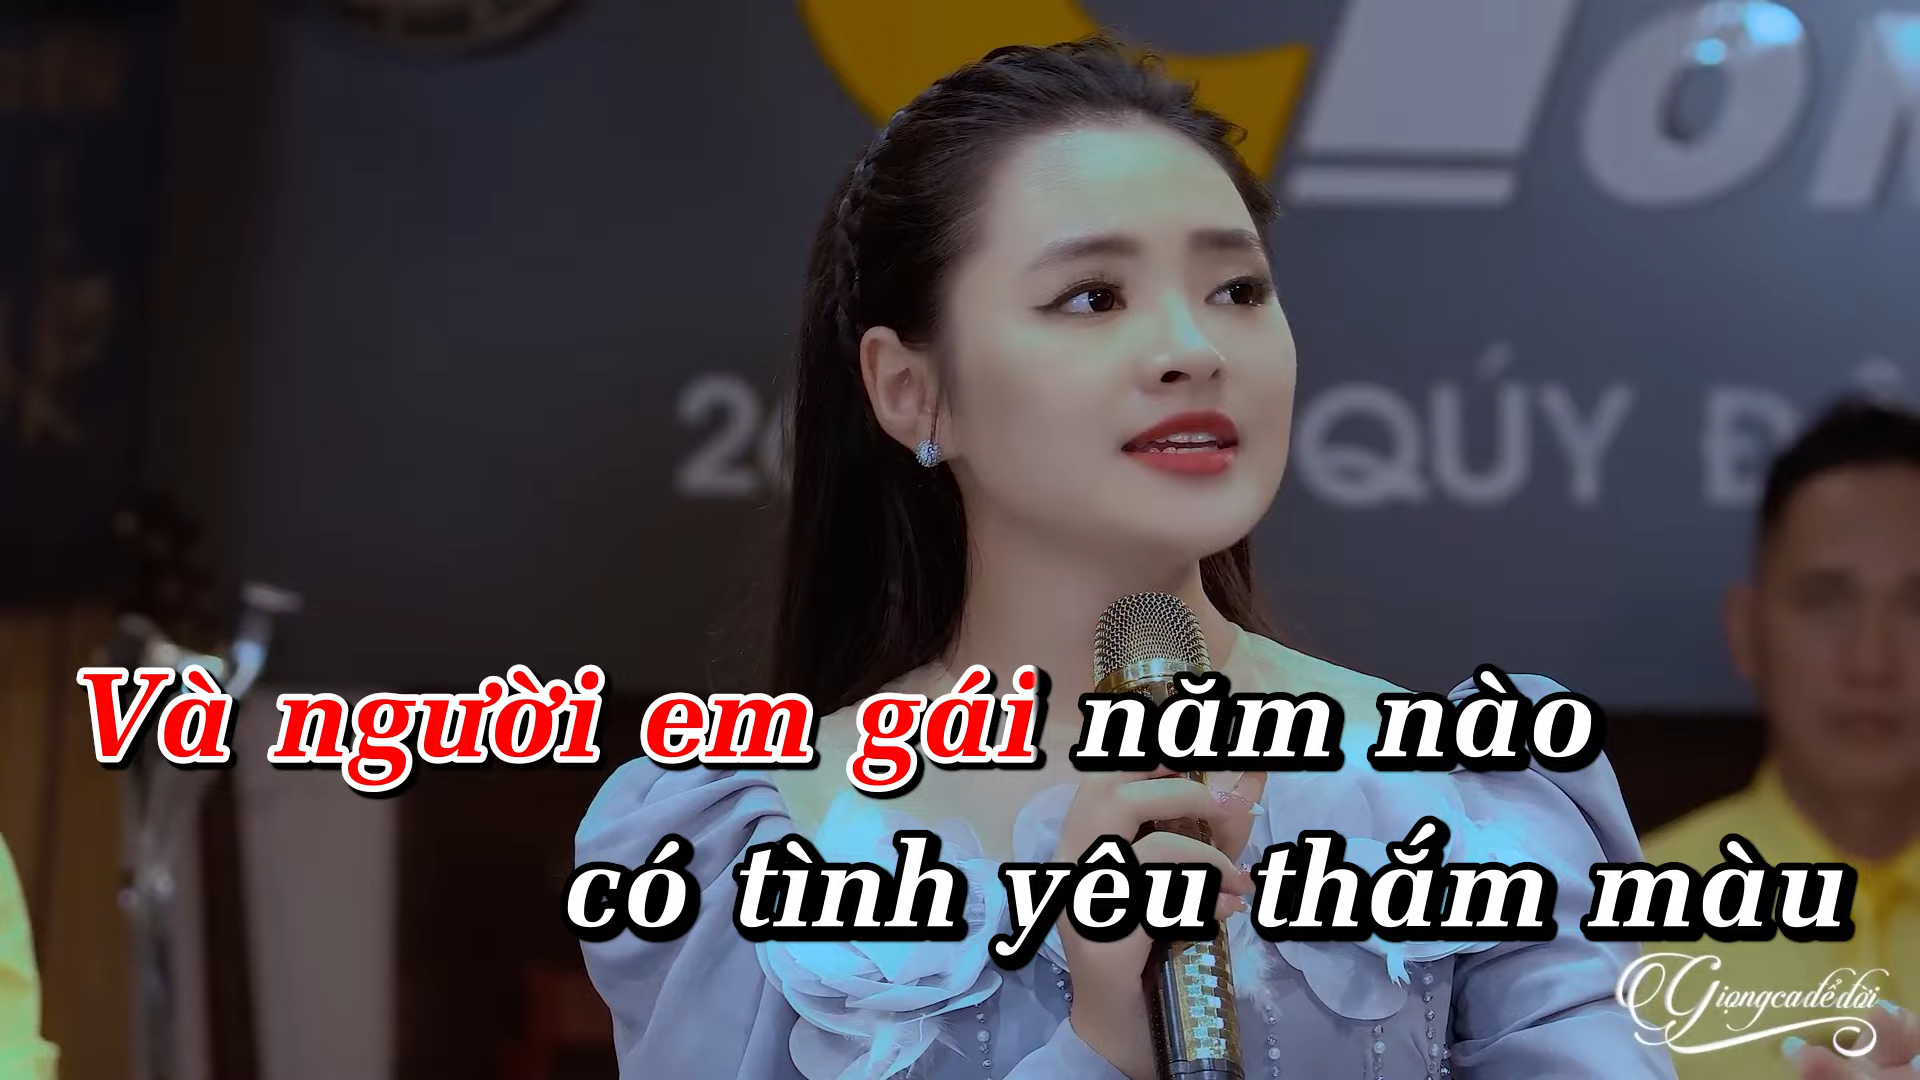 QUÝ Đ
Và người em gái năm nào
có tình yêu thắm màu
Giọngcađểđời